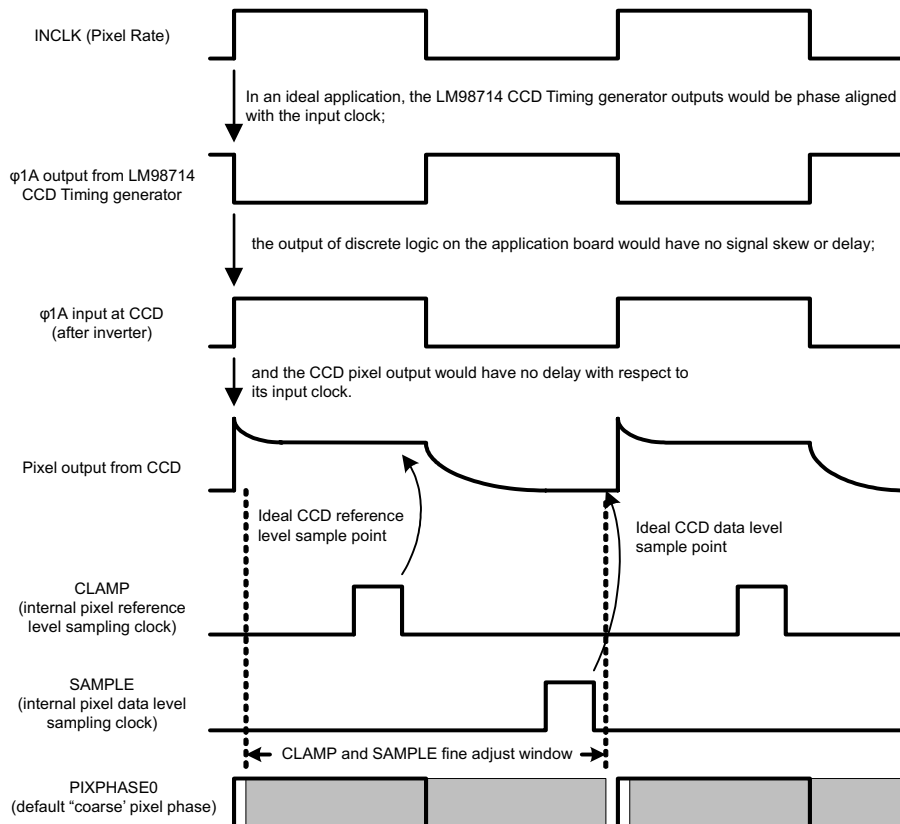 INCLK (Pixel Rate)
In an ideal application, the LM98714 CCD Timing generator outputs would be phase aligned
with the input clock;
φ1A output from LM98714
CCD Timing generator
the output of discrete logic on the application board would have no signal skew or delay;
φ1A input at CCD
(after inverter)
and the CCD pixel output would have no delay with respect to
its input clock.
Pixel output from CCD
Ideal CCD reference
level sample point
Ideal CCD data level
sample point
CLAMP
(internal pixel reference
level sampling clock)
SAMPLE
(internal pixel data level
sampling clock)
CLAMP and SAMPLE fine adjust window
PIXPHASE0
(default “coarse’ pixel phase)